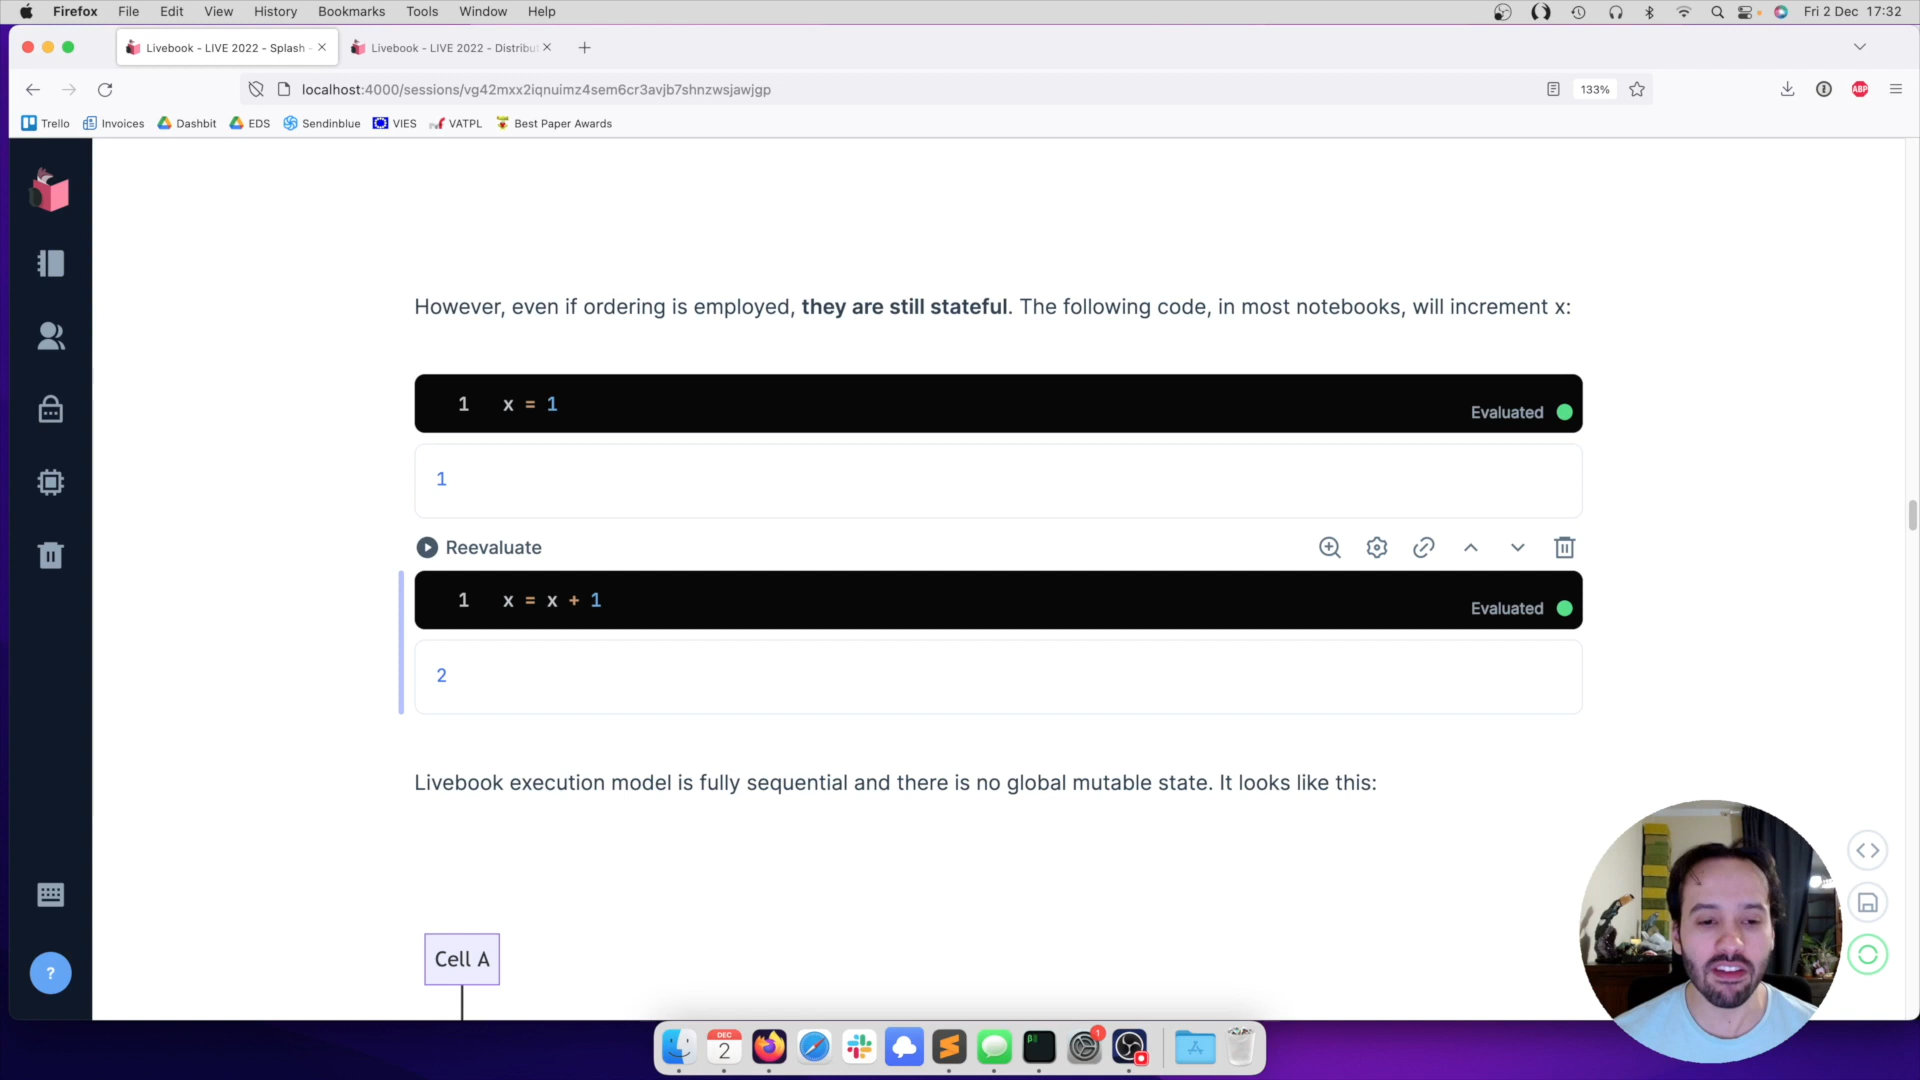 Firefox File Edit View History Bookmarks Tools Window Help Fri 2 Dec 17:32
Livebook - LIVE 2022 - Splash - Livebook - LIVE 2022 - Distribu
localhost:4000/sessions/vg42mxx2iqnuimz4sem6cr3avjb7shnzwsjawjgp 133% ABP
Trello Invoices Dashbit EDS Sendinblue VIES VATPL Best Paper Awards
However, even if ordering is employed, they are still stateful. The following code, in most notebooks, will increment x:
1 x = 1
Evaluated
1
Reevaluate
1 x = x + 1
Evaluated
2
Livebook execution model is fully sequential and there is no global mutable state. It looks like this:
Cell A
?
DEC
2
1